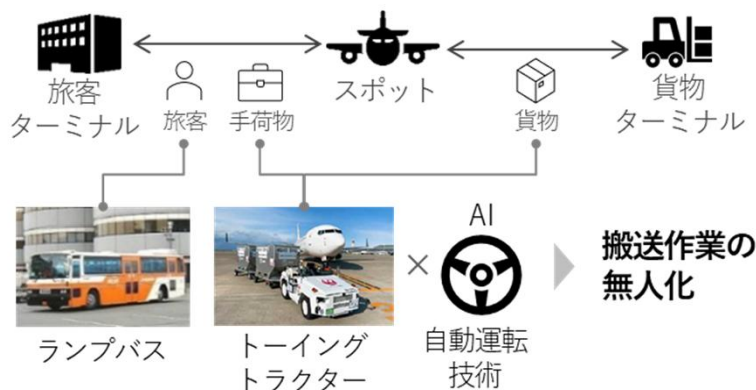 旅客
ターミナル
旅客
手荷物
スポット
貨物
貨物
ターミナル
ランプバス
トーイング
トラクター
×
AI
自動運転
技術
搬送作業の
無人化